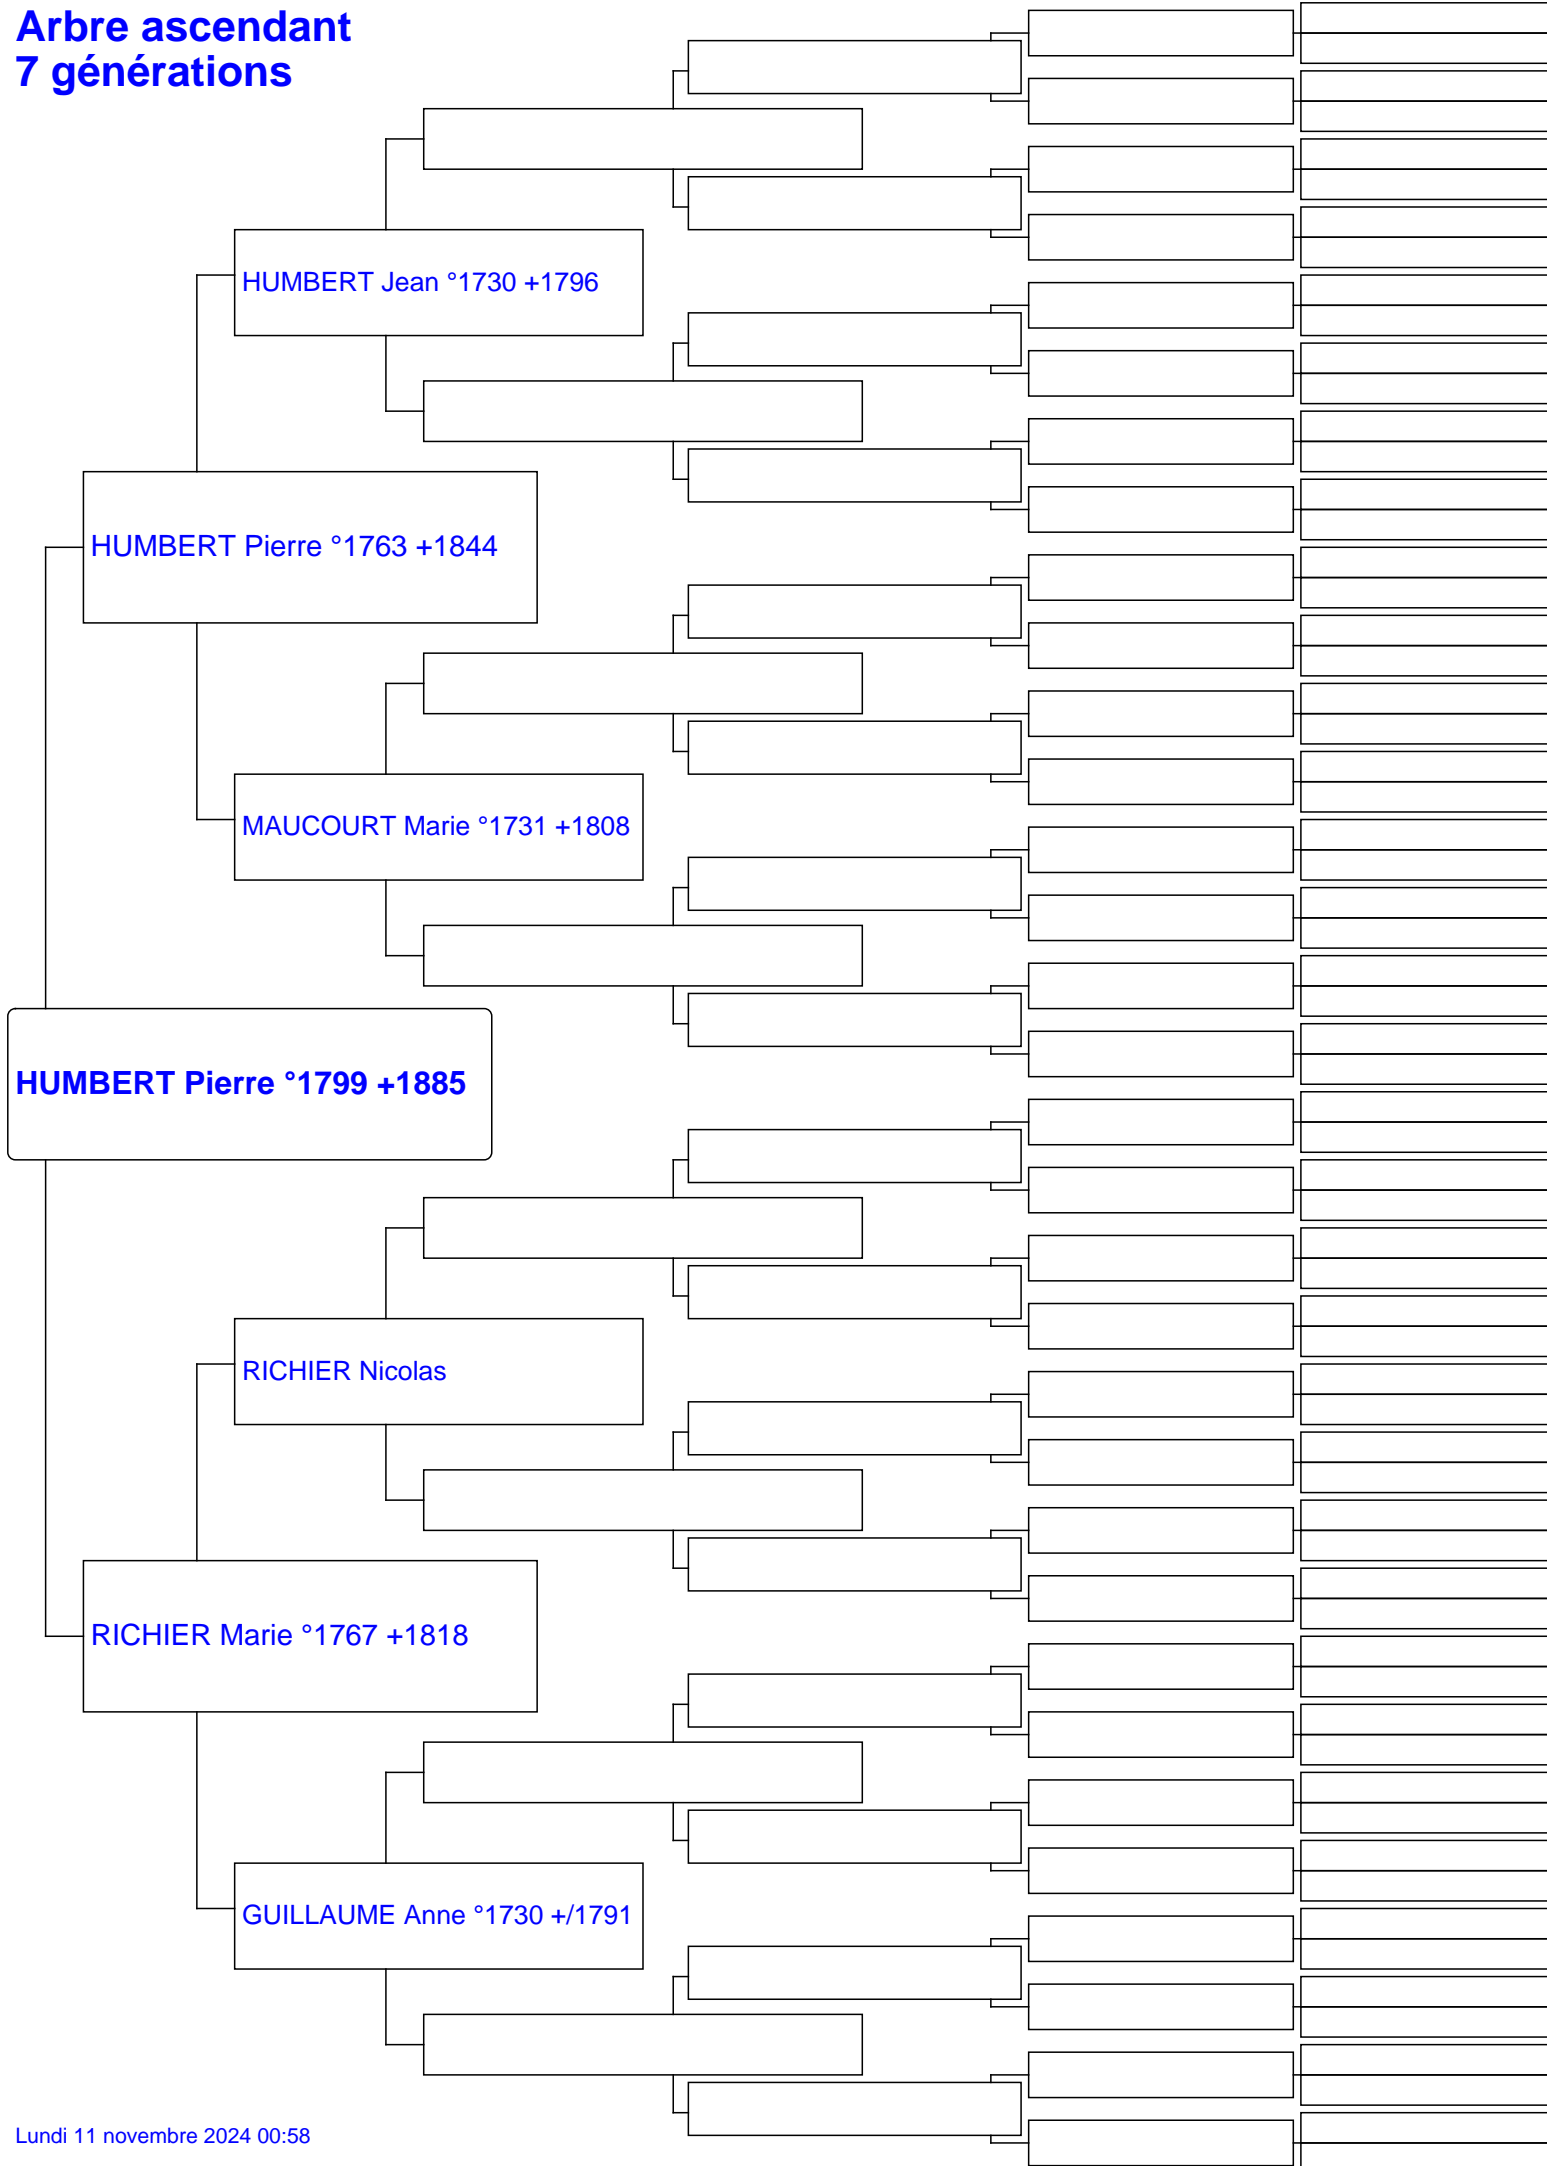 Arbre ascendant
7 générations
HUMBERT Jean °1730 +1796
HUMBERT Pierre °1763 +1844
MAUCOURT Marie °1731 +1808
HUMBERT Pierre °1799 +1885
RICHIER Nicolas
RICHIER Marie °1767 +1818
GUILLAUME Anne °1730 +/1791
Lundi 11 novembre 2024 00:58